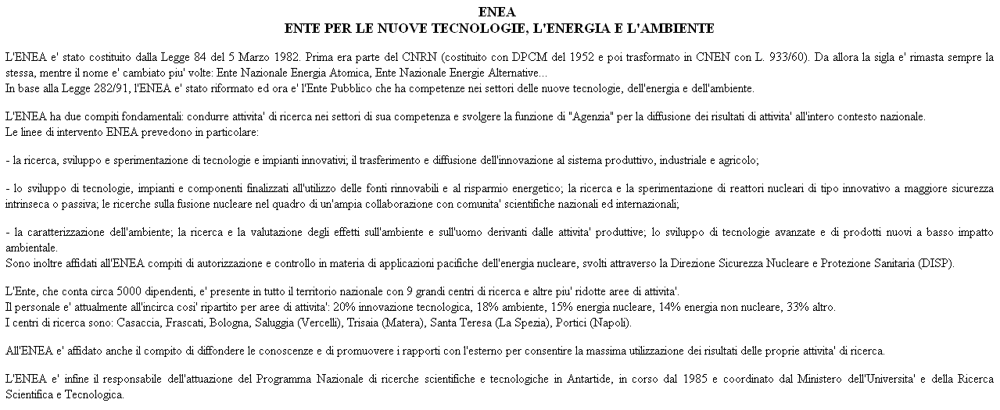 ENEA
ENTE PER LE NUOVE TECNOLOGIE, L'ENERGIA E L'AMBIENTE
L'ENEA e' stato costituito dalla Legge 84 del 5 Marzo 1982. Prima era parte del CNRN (costituito con DPCM del 1952 e poi trasformato in CNEN con L. 933/60). Da allora la sigla e' rimasta sempre la
stessa, mentre il nome e' cambiato piu' volte: Ente Nazionale Energia Atomica, Ente Nazionale Energie Alternative...
In base alla Legge 282/91, l'ENEA e' stato riformato ed ora e' l'Ente Pubblico che ha competenze nei settori delle nuove tecnologie, dell'energia e dell'ambiente.
L'ENEA ha due compiti fondamentali: condurre attivita' di ricerca nei settori di sua competenza e svolgere la funzione di "Agenzia" per la diffusione dei risultati di attivita' all'intero contesto nazionale.
Le linee di intervento ENEA prevedono in particolare:
- la ricerca, sviluppo e sperimentazione di tecnologie e impianti innovativi; il trasferimento e diffusione dell'innovazione al sistema produttivo, industriale e agricolo;
- lo sviluppo di tecnologie, impianti e componenti finalizzati all'utilizzo delle fonti rinnovabili e al risparmio energetico; la ricerca e la sperimentazione di reattori nucleari di tipo innovativo a maggiore sicurezza
intrinseca o passiva; le ricerche sulla fusione nucleare nel quadro di un'ampia collaborazione con comunita' scientifiche nazionali ed internazionali;
- la caratterizzazione dell'ambiente; la ricerca e la valutazione degli effetti sull'ambiente e sull'uomo derivanti dalle attivita' produttive; lo sviluppo di tecnologie avanzate e di prodotti nuovi a basso impatto
ambientale.
Sono inoltre affidati all'ENEA compiti di autorizzazione e controllo in materia di applicazioni pacifiche dell'energia nucleare, svolti attraverso la Direzione Sicurezza Nucleare e Protezione Sanitaria (DISP).
L'Ente, che conta circa 5000 dipendenti, e' presente in tutto il territorio nazionale con 9 grandi centri di ricerca e altre piu' ridotte aree di attivita'.
Il personale e' attualmente all'incirca cosi' ripartito per aree di attivita': 20% innovazione tecnologica, 18% ambiente, 15% energia nucleare, 14% energia non nucleare, 33% altro.
I centri di ricerca sono: Casaccia, Frascati, Bologna, Saluggia (Vercelli), Trisaia (Matera), Santa Teresa (La Spezia), Portici (Napoli).
All'ENEA e' affidato anche il compito di diffondere le conoscenze e di promuovere i rapporti con l'esterno per consentire la massima utilizzazione dei risultati delle proprie attivita' di ricerca.
L'ENEA e' infine il responsabile dell'attuazione del Programma Nazionale di ricerche scientifiche e tecnologiche in Antartide, in corso dal 1985 e coordinato dal Ministero dell'Universita' e della Ricerca
Scientifica e Tecnologica.